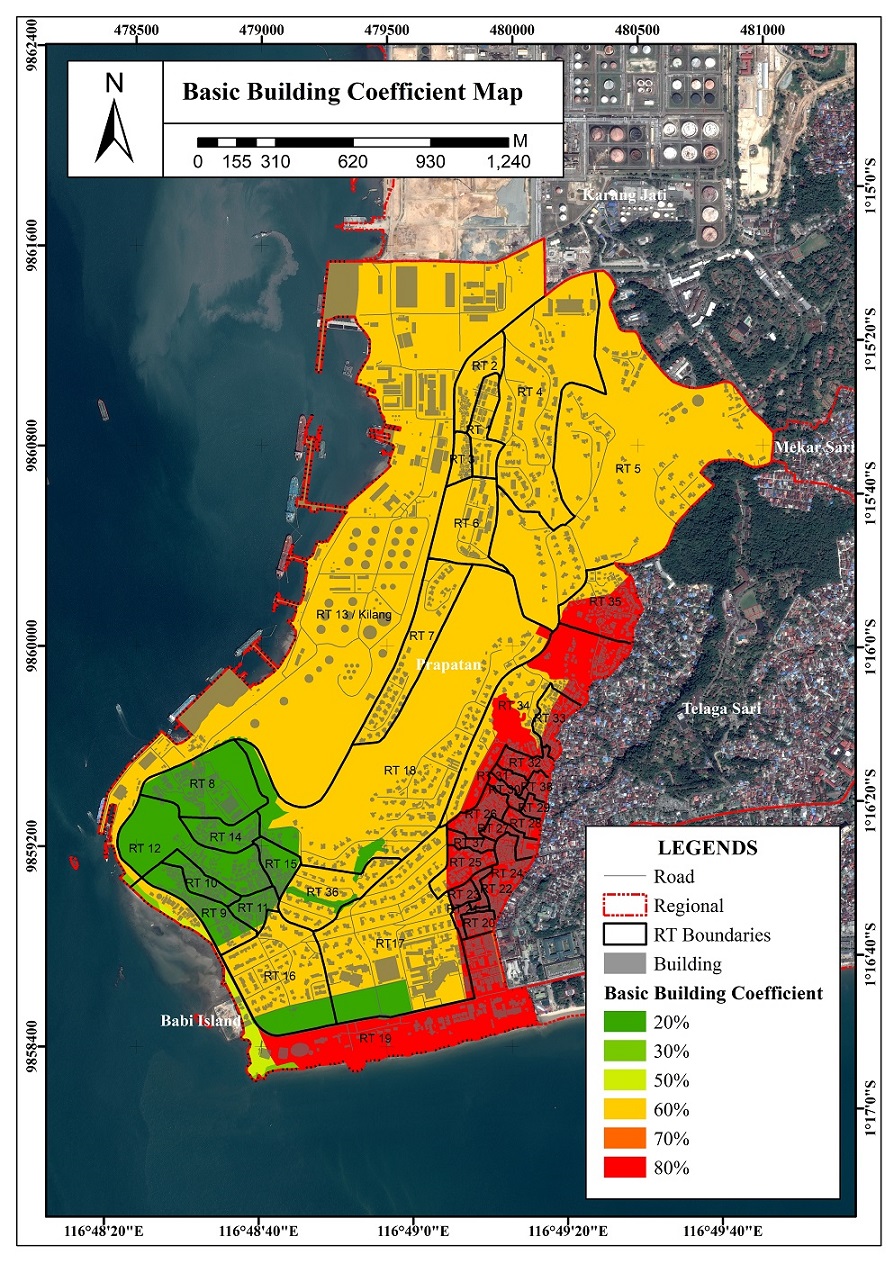 478500 479000 479500 480000 480500 481000
9862400
N
Basic Building Coefficient Map
M
0 155 310 620 930 1,240
1°15'0"S
Karang Jati
9861600
1°15'20"S
RT 2
RT 4
RT
Mekar Sari
9860800
RT 3
RT 5
1°15'40"S
RT 6
RT 35
RT 13 / Kilang
RT 7
9860000
1°16'0"S
Prapatan
RT 34
Telaga Sari
RT 33
RT 32
RT 18
RT 31
RT 8
RT 30
RT 38
1°16'20"S
RT 29
RT 26
RT 28
RT 14
RT 27
9859200
RT 37
RT 12
RT 15
RT 25
RT 24
RT 10
RT 36
RT 22
RT 23
RT 9
RT 11
RT 20
RT17
1°16'40"S
RT 16
Babi Island
RT 19
9858400
1°17'0"S
LEGENDS
Road
Regional
RT Boundaries
Building
Basic Building Coefficient
20%
30%
50%
60%
70%
80%
116°48'20"E 116°48'40"E 116°49'0"E 116°49'20"E 116°49'40"E